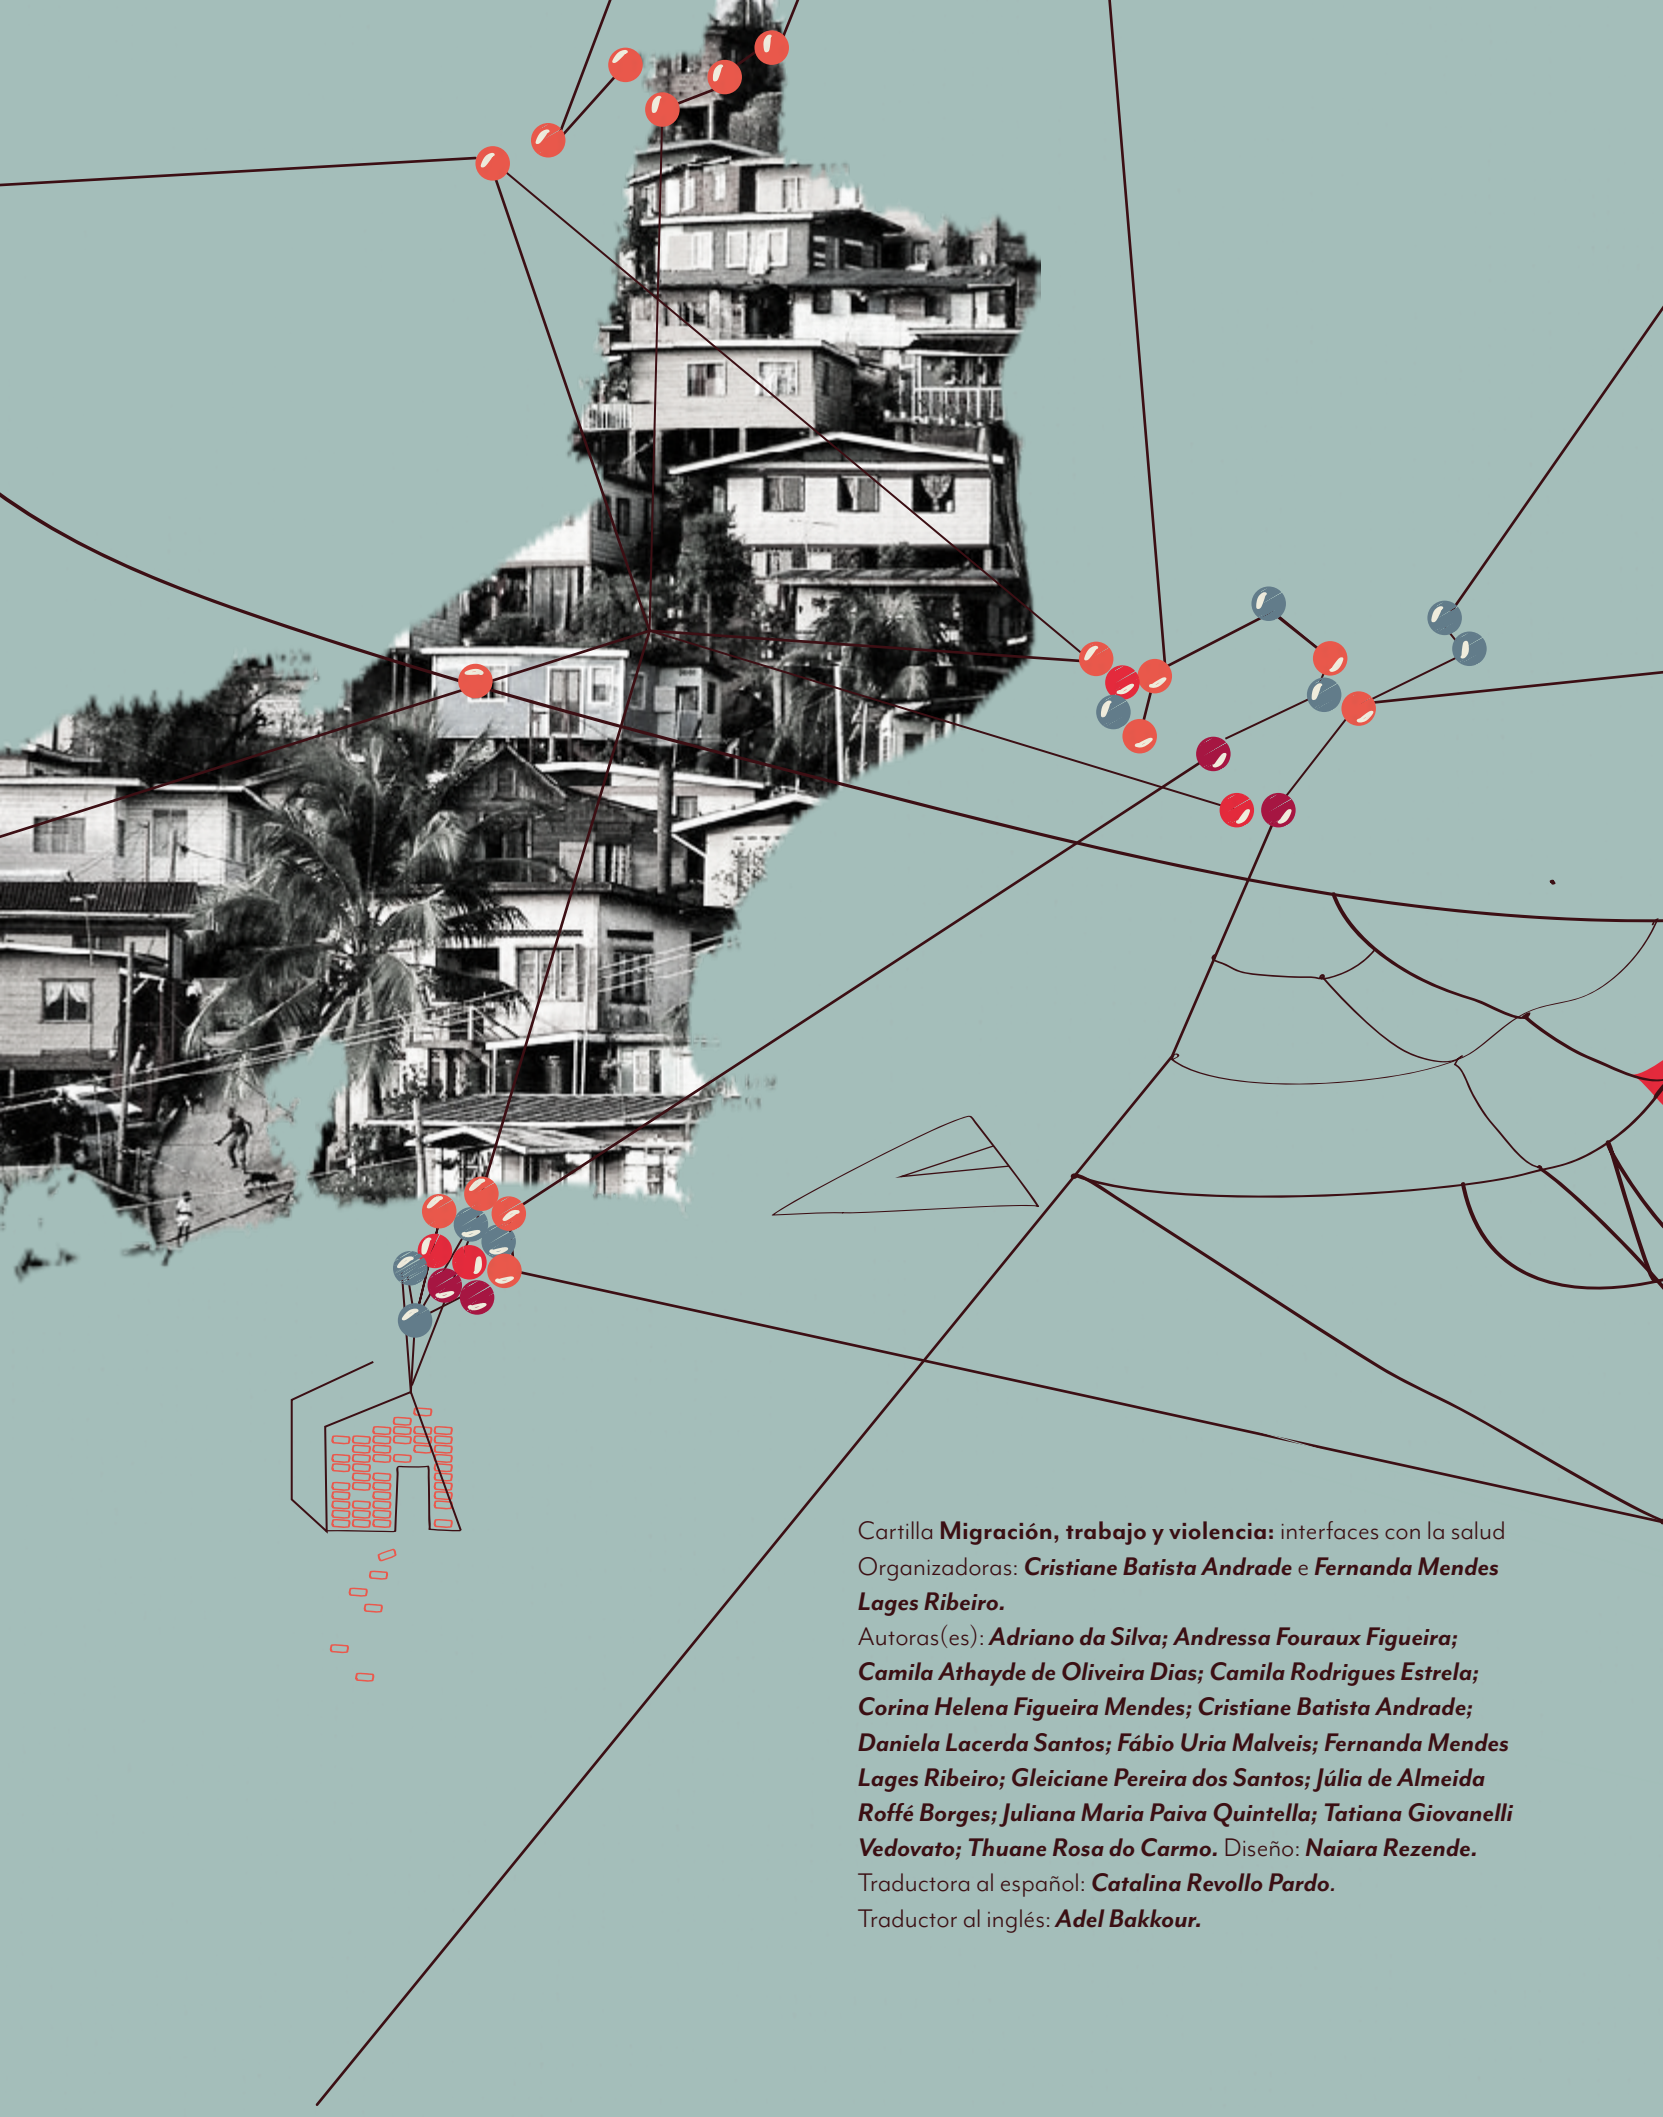 Cartilla Migración, trabajo y violencia: interfaces con la salud
Organizadoras: Cristiane Batista Andrade e Fernanda Mendes
Lages Ribeiro.
Autoras(es): Adriano da Silva; Andressa Fouraux Figueira;
Camila Athayde de Oliveira Dias; Camila Rodrigues Estrela;
Corina Helena Figueira Mendes; Cristiane Batista Andrade;
Daniela Lacerda Santos; Fábio Uria Malveis; Fernanda Mendes
Lages Ribeiro; Gleiciane Pereira dos Santos; Júlia de Almeida
Roffé Borges; Juliana Maria Paiva Quintella; Tatiana Giovanelli
Vedovato; Thuane Rosa do Carmo. Diseño: Naiara Rezende.
Traductora al español: Catalina Revollo Pardo.
Traductor al inglés: Adel Bakkour.